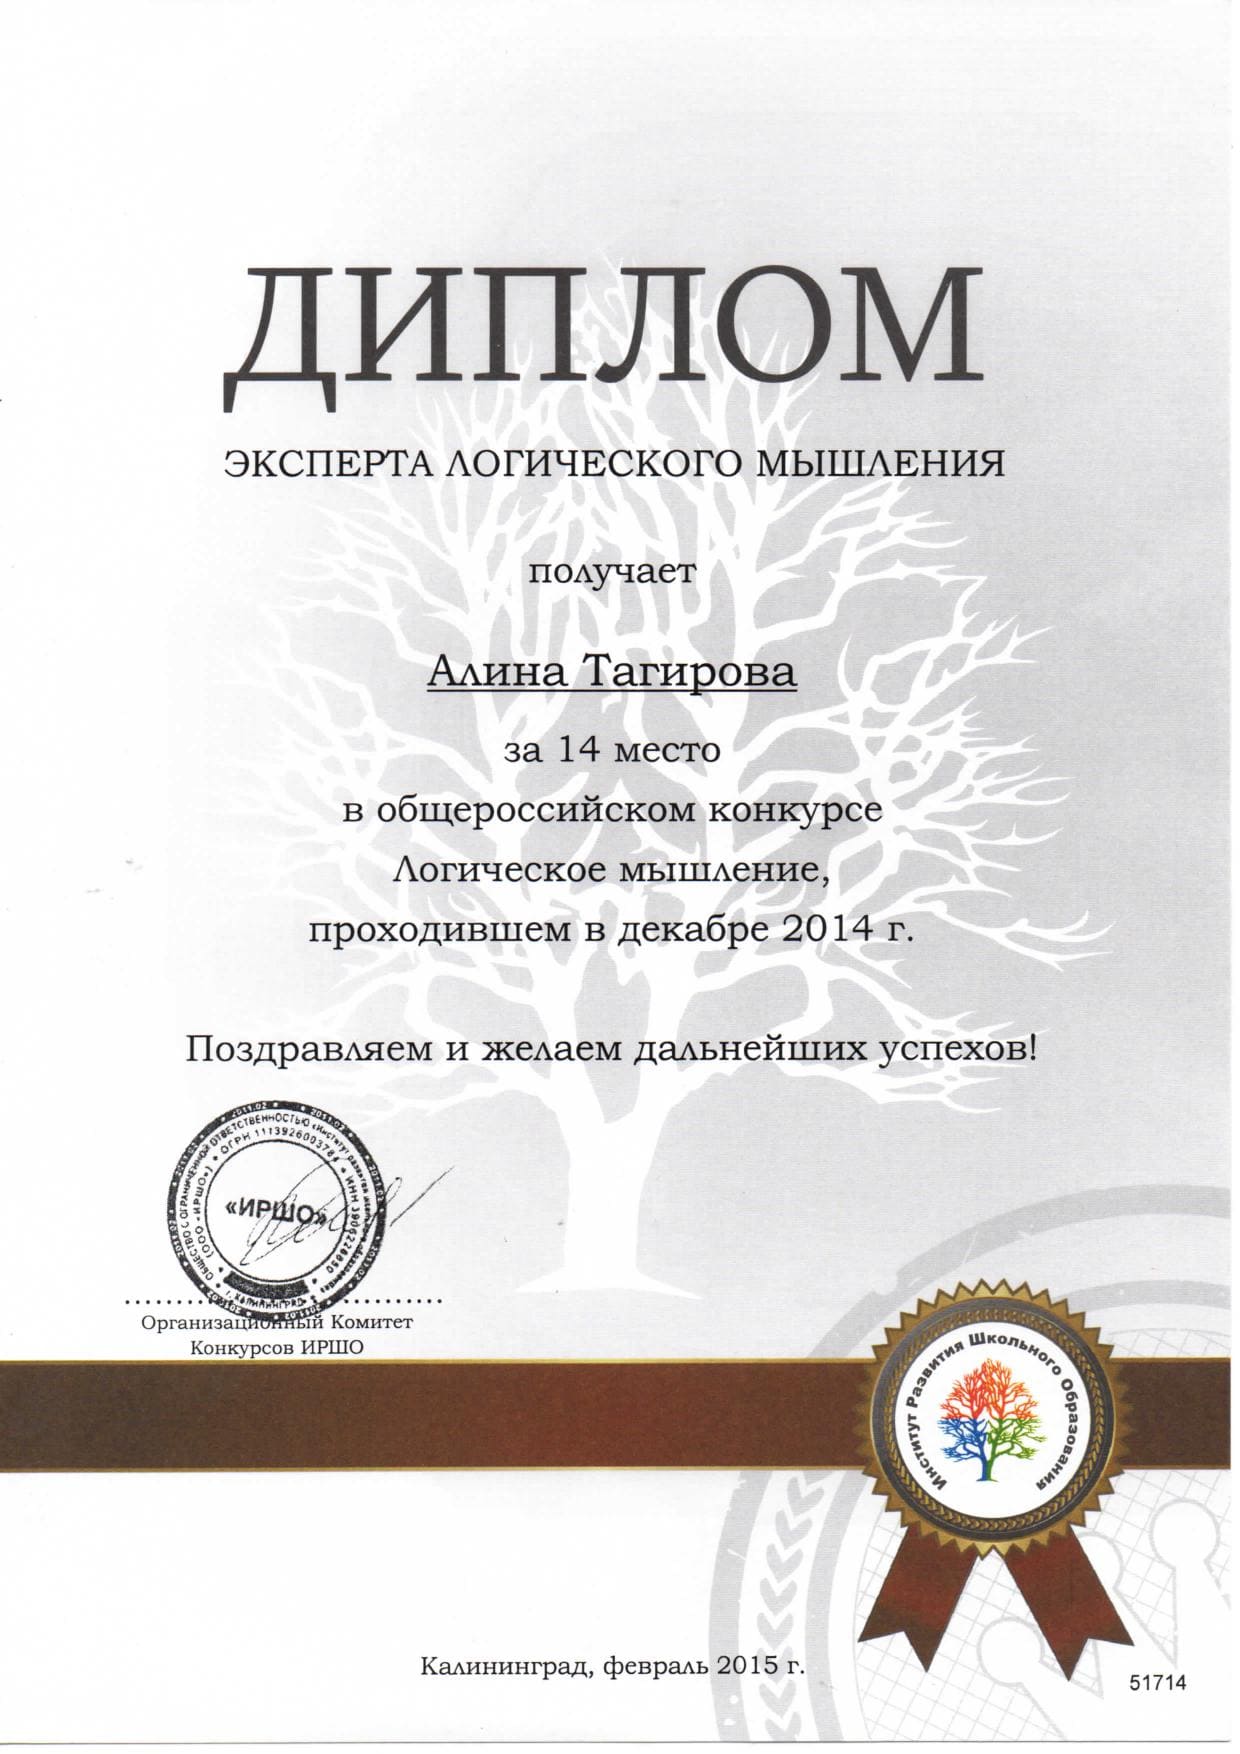 ДИПЛОМ
ЭКСПЕРТА ЛОГИЧЕСКОГО МЫШЛЕНИЯ
получает
Алина Тагирова
за 14 место
в общероссийском конкурсе
Логическое мышление,
проходившем в декабре 2014 г.
Поздравляем и желаем дальнейших успехов!
ОБЩЕСТВО С ОГРАНИЧЕННОЙ ОТВЕТСТВЕННОСТЬЮ «Институт развития школьного образования»
(ООО «ИРШО») • ОГРН 1113926003784 • ИНН 3906228890
«ИРШО»
г. КАЛИНИНГРАД
Организационный Комитет
Конкурсов ИРШО
Институт Развития Школьного Образования
Калининград, февраль 2015 г.
51714